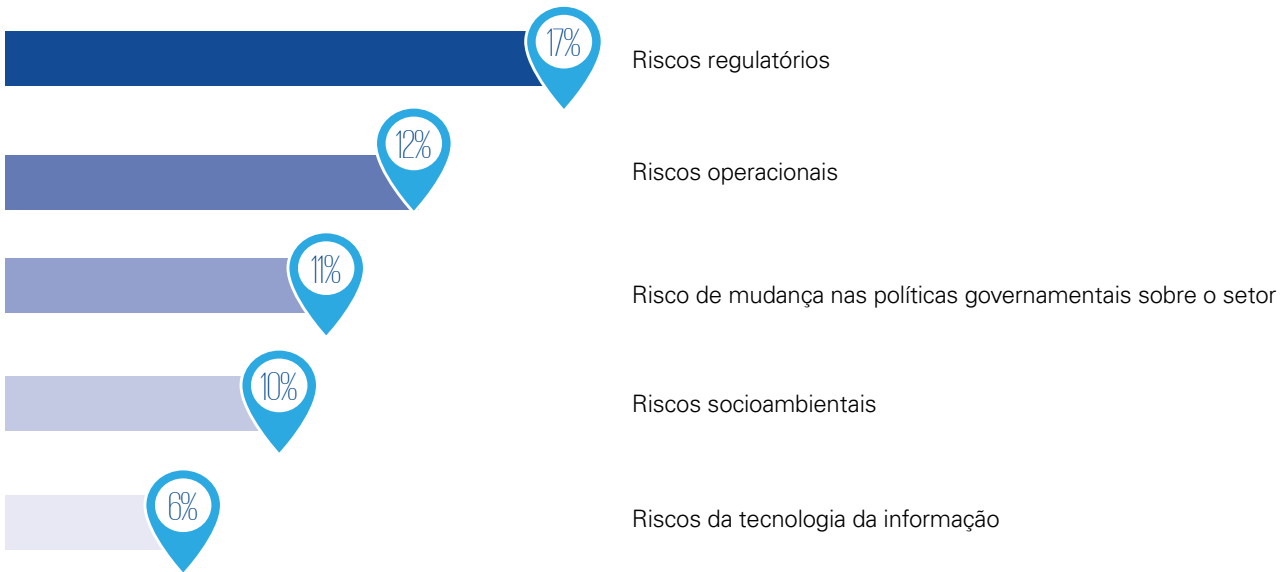 17%
Riscos regulatórios
12%
Riscos operacionais
11%
Risco de mudança nas políticas governamentais sobre o setor
10%
Riscos socioambientais
6%
Riscos da tecnologia da informação